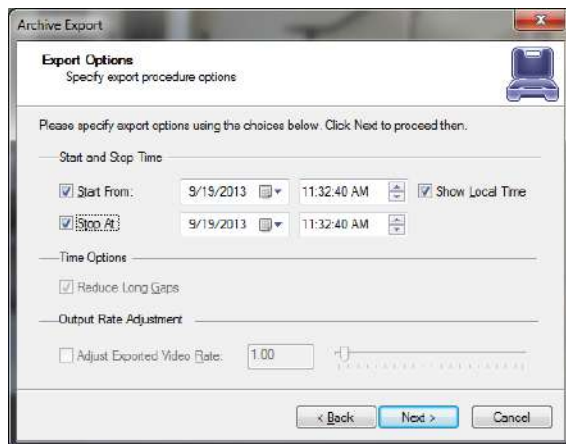 Archive Export
Export Options
Specify export procedure options
Please specify export options using the choices below. Click Next to proceed then.
Start and Stop Time
Start From: 9/19/2013 11:32:40 AM Show Local Time
Stop At 9/19/2013 11:32:40 AM
Time Options
Reduce Long Gaps
Output Rate Adjustment
Adjust Exported Video Rate: 1.00
< Back Next > Cancel